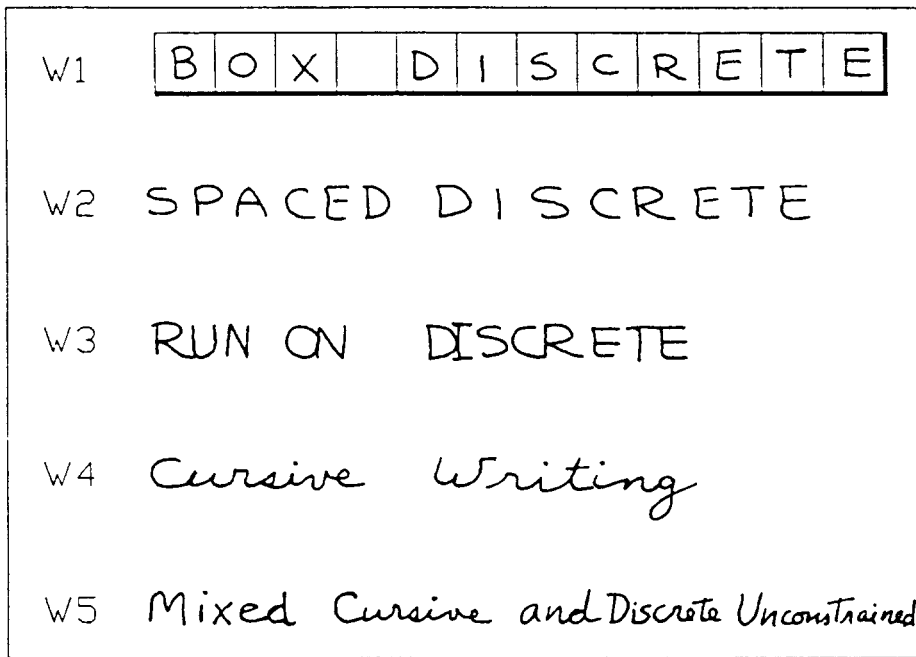 W1 BOX DISCRETE
W2 SPACED DISCRETE
W3 RUN ON DISCRETE
W4 Cursive Writing
W5 Mixed Cursive and Discrete Unconstrained